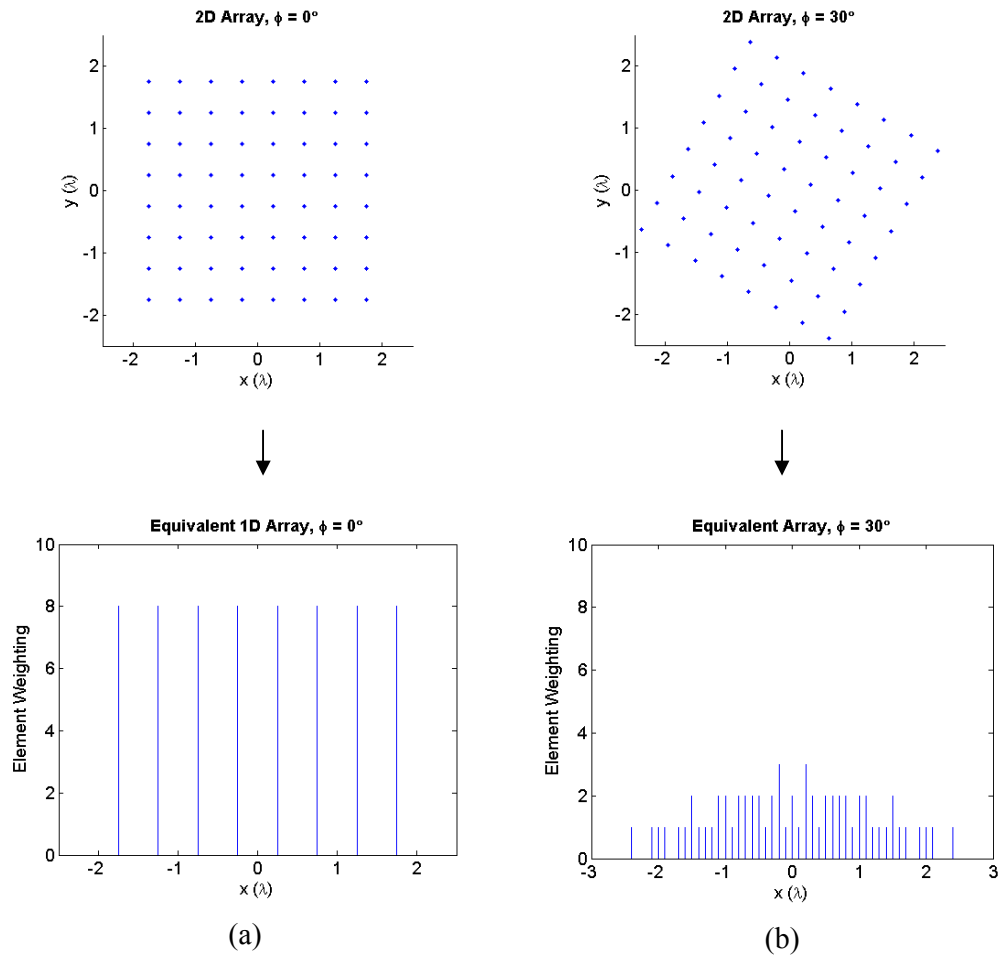 2D Array, ϕ = 0°
2
1
0
-1
-2
y (λ)
-2 -1 0 1 2
x (λ)
2D Array, ϕ = 30°
2
1
0
-1
-2
y (λ)
-2 -1 0 1 2
x (λ)
Equivalent 1D Array, ϕ = 0°
10
8
6
4
2
0
Element Weighting
-2 -1 0 1 2
x (λ)
(a)
Equivalent Array, ϕ = 30°
10
8
6
4
2
0
Element Weighting
-3 -2 -1 0 1 2 3
x (λ)
(b)